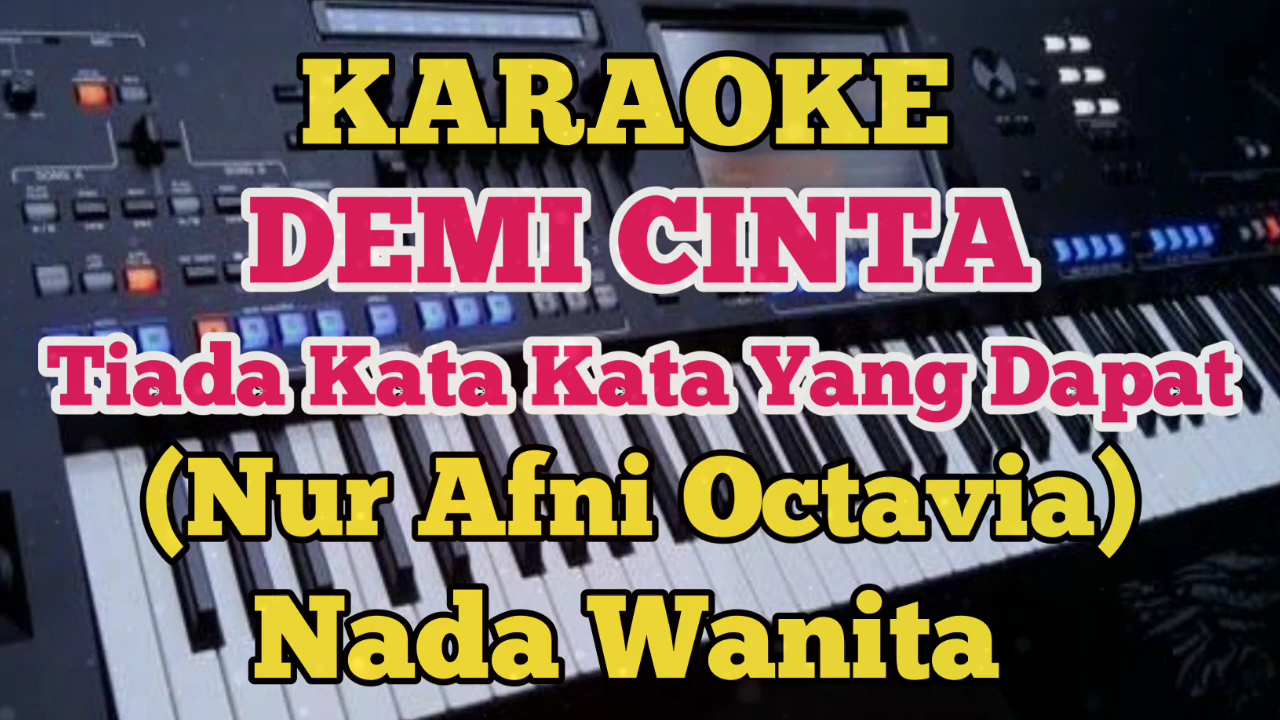 KARAOKE
DEMI CINTA
Tiada Kata Kata Yang Dapat
(Nur Afni Octavia)
Nada Wanita